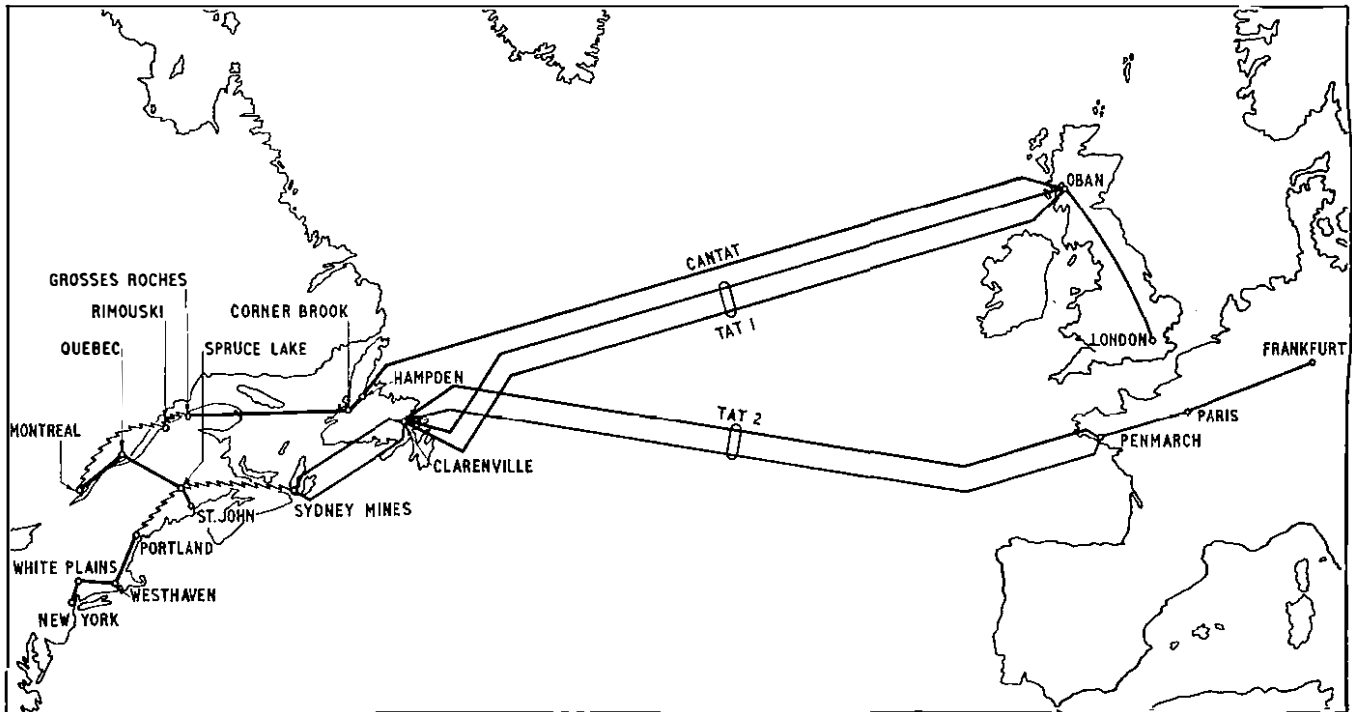 OBAN
CANTAT
TAT 1
GROSSES ROCHES
RIMOUSKI
CORNER BROOK
QUEBEC
SPRUCE LAKE
LONDON
FRANKFURT
HAMPDEN
TAT 2
PARIS
MONTREAL
PENMARCH
CLARENVILLE
SYDNEY MINES
ST. JOHN
PORTLAND
WHITE PLAINS
WESTHAVEN
NEW YORK